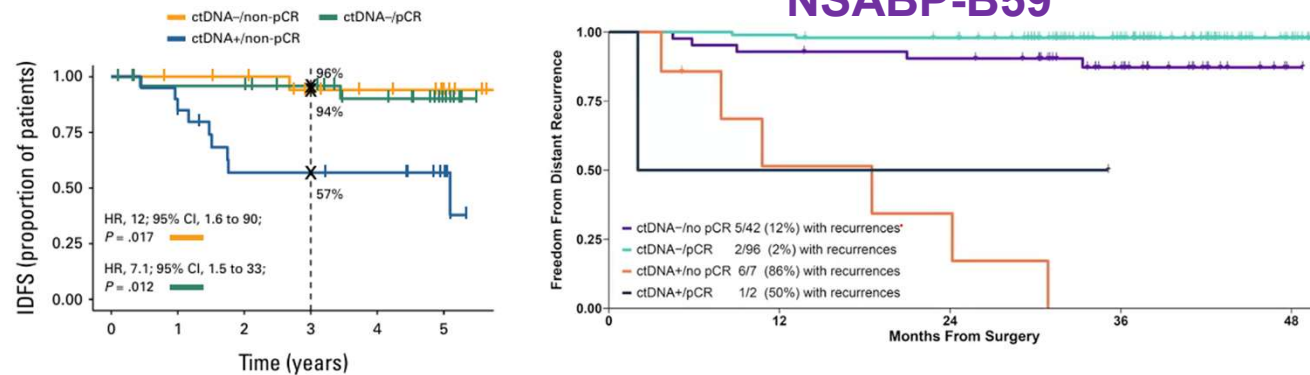 NSABP-B59
ctDNA–/non-pCR
ctDNA–/pCR
ctDNA+/non-pCR
IDFS (proportion of patients)
1.00
0.75
0.50
0.25
0.00
96%
94%
57%
HR, 12; 95% CI, 1.6 to 90;
P = .017
HR, 7.1; 95% CI, 1.5 to 33;
P = .012
0 1 2 3 4 5
Time (years)
Freedom From Distant Recurrence
1.00
0.75
0.50
0.25
0.00
ctDNA−/no pCR 5/42 (12%) with recurrences
ctDNA−/pCR 2/96 (2%) with recurrences
ctDNA+/no pCR 6/7 (86%) with recurrences
ctDNA+/pCR 1/2 (50%) with recurrences
0 12 24 36 48
Months From Surgery